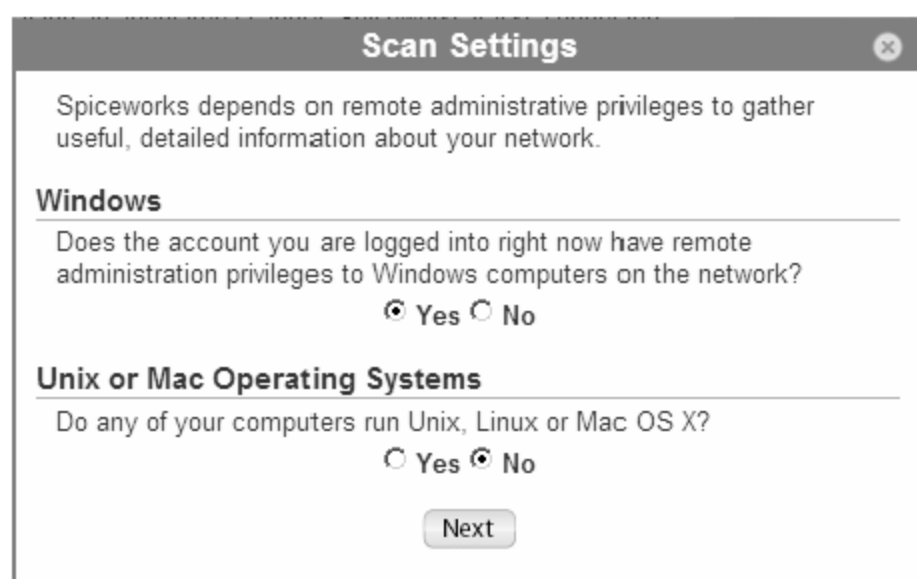 Scan Settings
Spiceworks depends on remote administrative privileges to gather
useful, detailed information about your network.
Windows
Does the account you are logged into right now have remote
administration privileges to Windows computers on the network?
Yes No
Unix or Mac Operating Systems
Do any of your computers run Unix, Linux or Mac OS X?
Yes No
Next